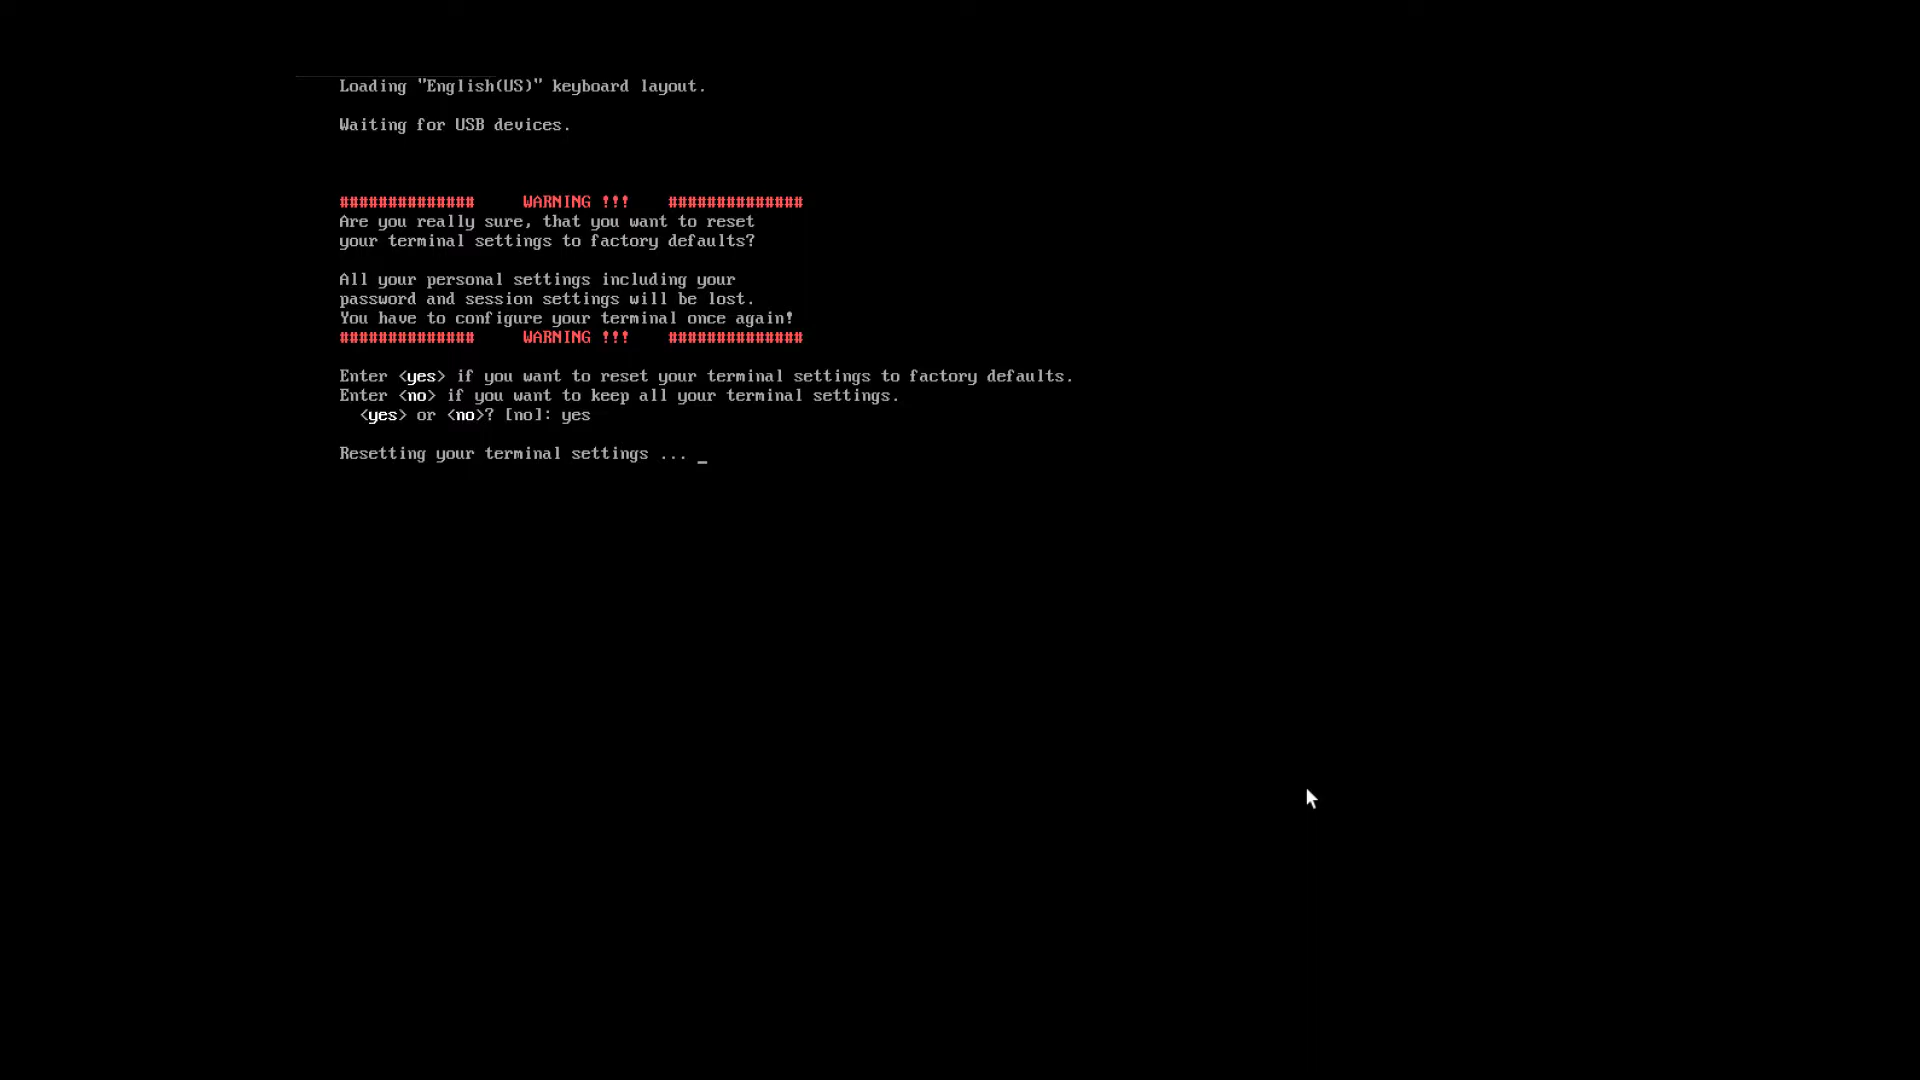 Loading "English(US)" keyboard layout.
Waiting for USB devices.
############## WARNING !!! ##############
Are you really sure, that you want to reset
your terminal settings to factory defaults?
All your personal settings including your
password and session settings will be lost.
You have to configure your terminal once again!
############## WARNING !!! ##############
Enter <yes> if you want to reset your terminal settings to factory defaults.
Enter <no> if you want to keep all your terminal settings.
<yes> or <no>? [no]: yes
Resetting your terminal settings ... _